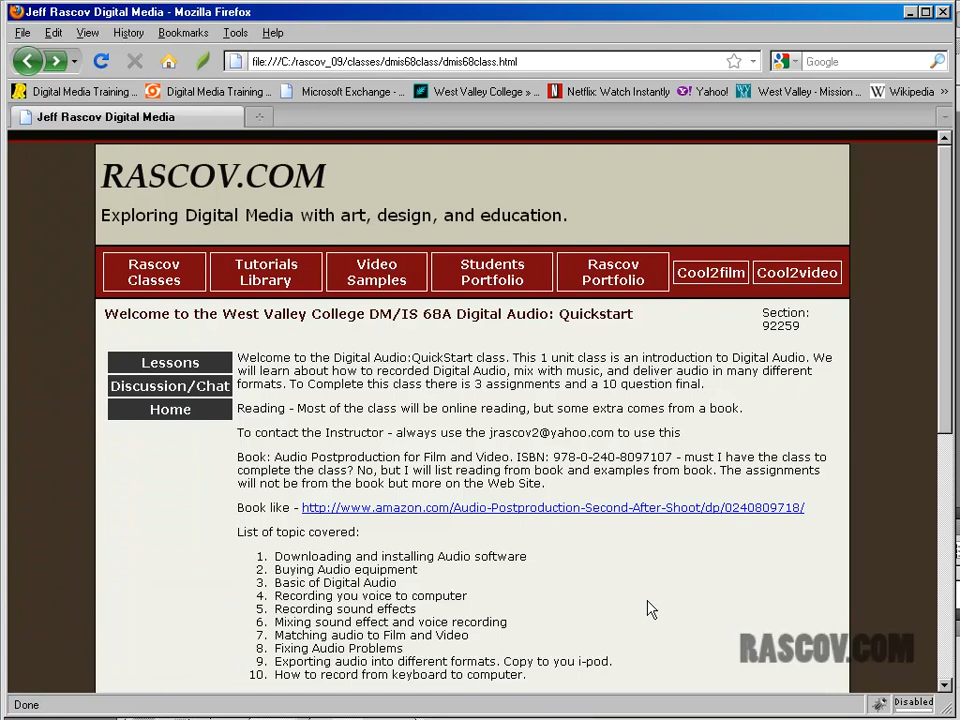 Jeff Rascov Digital Media - Mozilla Firefox
File Edit View History Bookmarks Tools Help
file:///C:/rascov_09/classes/dmis68class/dmis68class.html
Google
Digital Media Training ... Digital Media Training ... Microsoft Exchange - ... West Valley College » ... Netflix: Watch Instantly Yahoo! West Valley - Mission ... Wikipedia »
Jeff Rascov Digital Media
RASCOV.COM
Exploring Digital Media with art, design, and education.
Rascov Classes
Tutorials Library
Video Samples
Students Portfolio
Rascov Portfolio
Cool2film
Cool2video
Welcome to the West Valley College DM/IS 68A Digital Audio: Quickstart
Section:
92259
Lessons
Discussion/Chat
Home
Welcome to the Digital Audio:QuickStart class. This 1 unit class is an introduction to Digital Audio. We
will learn about how to recorded Digital Audio, mix with music, and deliver audio in many different
formats. To Complete this class there is 3 assignments and a 10 question final.
Reading - Most of the class will be online reading, but some extra comes from a book.
To contact the Instructor - always use the jrascov2@yahoo.com to use this
Book: Audio Postproduction for Film and Video. ISBN: 978-0-240-8097107 - must I have the class to
complete the class? No, but I will list reading from book and examples from book. The assignments
will not be from the book but more on the Web Site.
Book like - http://www.amazon.com/Audio-Postproduction-Second-After-Shoot/dp/0240809718/
List of topic covered:
1. Downloading and installing Audio software
2. Buying Audio equipment
3. Basic of Digital Audio
4. Recording you voice to computer
5. Recording sound effects
6. Mixing sound effect and voice recording
7. Matching audio to Film and Video
8. Fixing Audio Problems
9. Exporting audio into different formats. Copy to you i-pod.
10. How to record from keyboard to computer.
RASCOV.COM
Done
Disabled